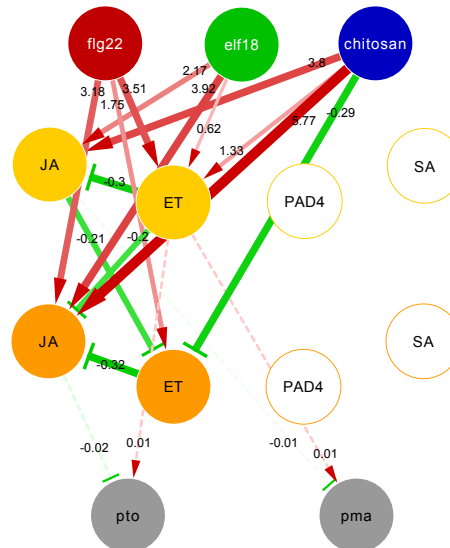 flg22 elf18 chitosan
2.17 3.8
3.18 3.51 3.92
1.75 5.77 -0.29
0.62
1.33
JA SA
-0.3
ET PAD4
-0.21 -0.2
JA SA
-0.32
ET PAD4
-0.02 0.01 -0.01 0.01
pto pma